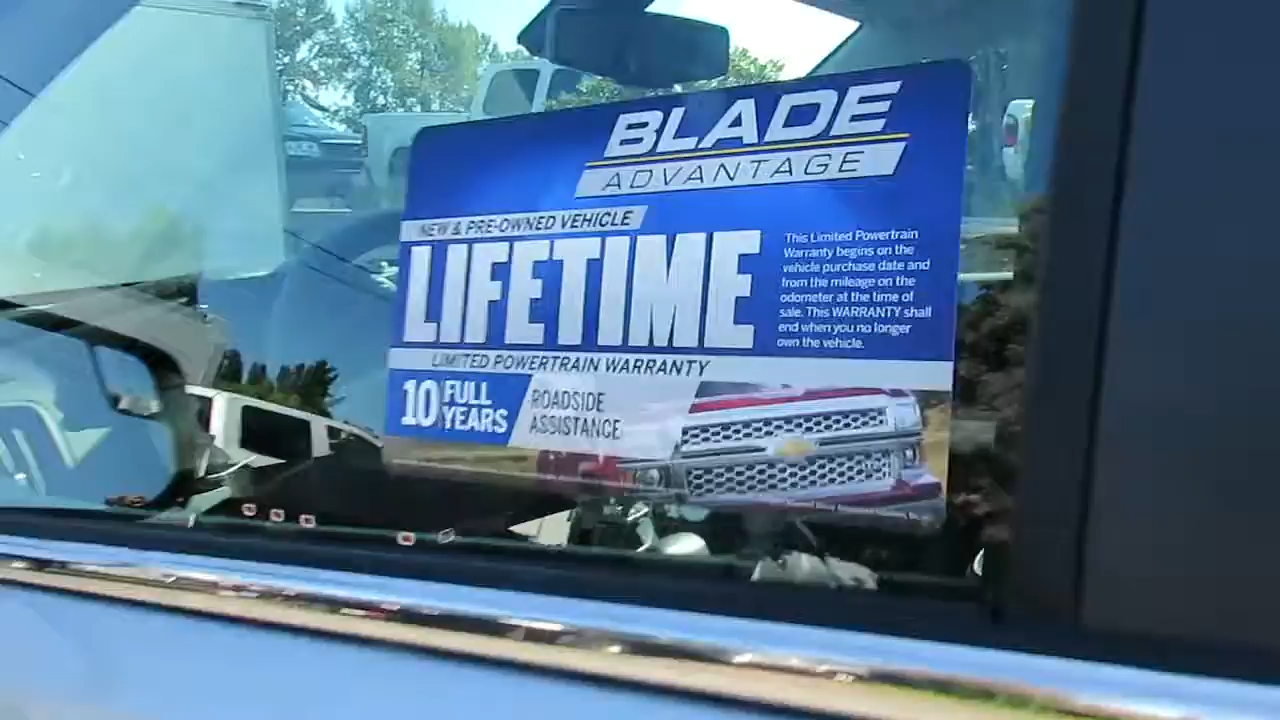 BLADE
ADVANTAGE
NEW & PRE-OWNED VEHICLE
LIFETIME
LIMITED POWERTRAIN WARRANTY
10 FULL YEARS
ROADSIDE
ASSISTANCE
This Limited Powertrain
Warranty begins on the
vehicle purchase date and
from the mileage on the
odometer at the time of
sale. This WARRANTY shall
end when you no longer
own the vehicle.